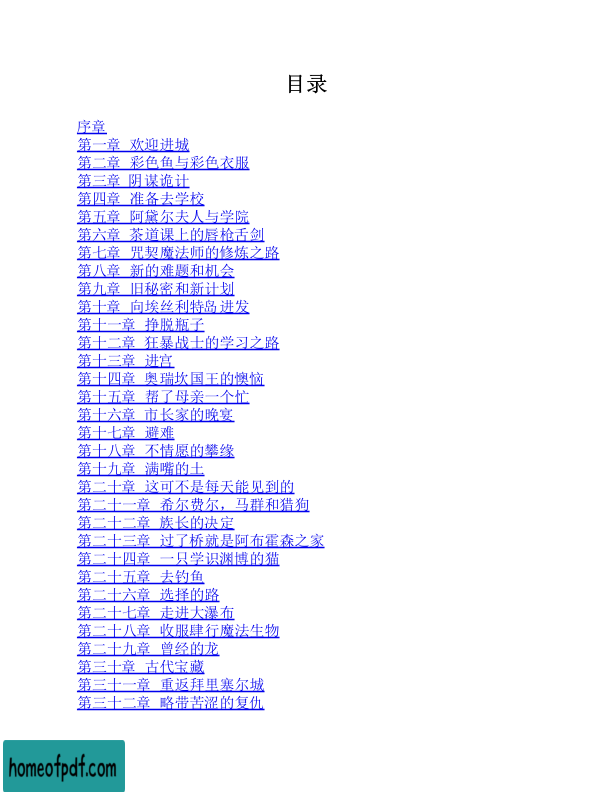 目录
序章
第一章 欢迎进城
第二章 彩色鱼与彩色衣服
第三章 阴谋诡计
第四章 准备去学校
第五章 阿黛尔夫人与学院
第六章 茶道课上的唇枪舌剑
第七章 咒契魔法师的修炼之路
第八章 新的难题和机会
第九章 旧秘密和新计划
第十章 向埃丝利特岛进发
第十一章 挣脱瓶子
第十二章 狂暴战士的学习之路
第十三章 进宫
第十四章 奥瑞坎国王的懊恼
第十五章 帮了母亲一个忙
第十六章 市长家的晚宴
第十七章 避难
第十八章 不情愿的攀缘
第十九章 满嘴的土
第二十章 这可不是每天能见到的
第二十一章 希尔费尔，马群和猎狗
第二十二章 族长的决定
第二十三章 过了桥就是阿布霍森之家
第二十四章 一只学识渊博的猫
第二十五章 去钓鱼
第二十六章 选择的路
第二十七章 走进大瀑布
第二十八章 收服肆行魔法生物
第二十九章 曾经的龙
第三十章 古代宝藏
第三十一章 重返拜里塞尔城
第三十二章 略带苦涩的复仇
homeofpdf.com